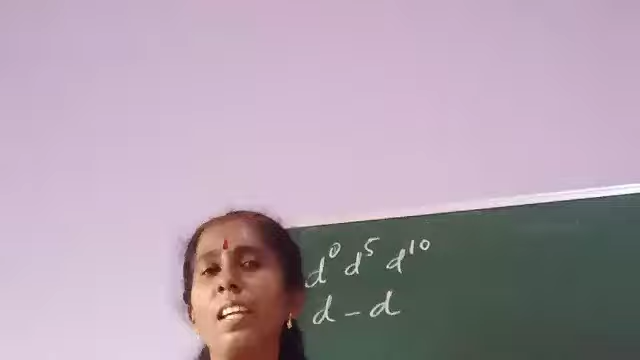 d⁰ d⁵ d¹⁰
d - d